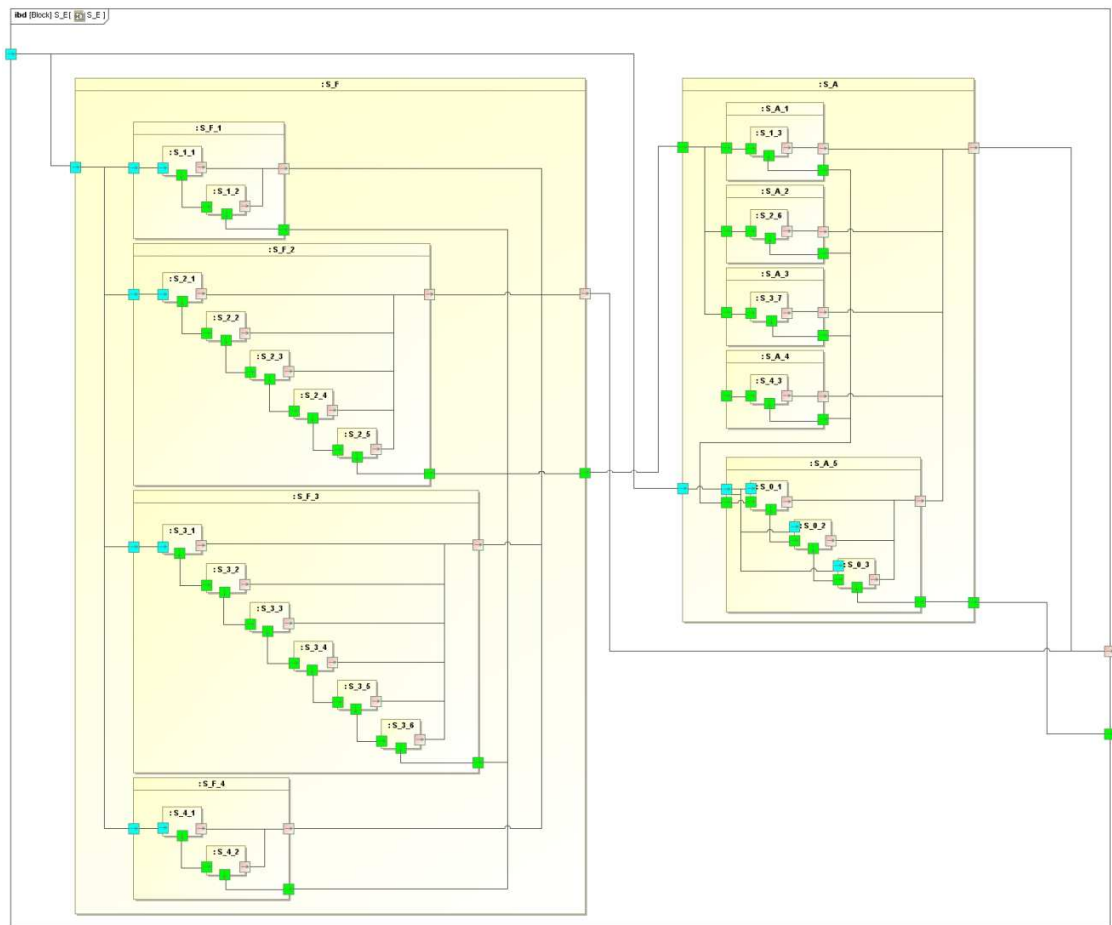 ibd [Block] S_E[ S_E ]
: S_F
: S_F_1
: S_1_1
: S_1_2
: S_F_2
: S_2_1
: S_2_2
: S_2_3
: S_2_4
: S_2_5
: S_F_3
: S_3_1
: S_3_2
: S_3_3
: S_3_4
: S_3_5
: S_3_6
: S_F_4
: S_4_1
: S_4_2
: S_A
: S_A_1
: S_1_3
: S_A_2
: S_2_6
: S_A_3
: S_3_7
: S_A_4
: S_4_3
: S_A_5
: S_0_1
: S_0_2
: S_0_3